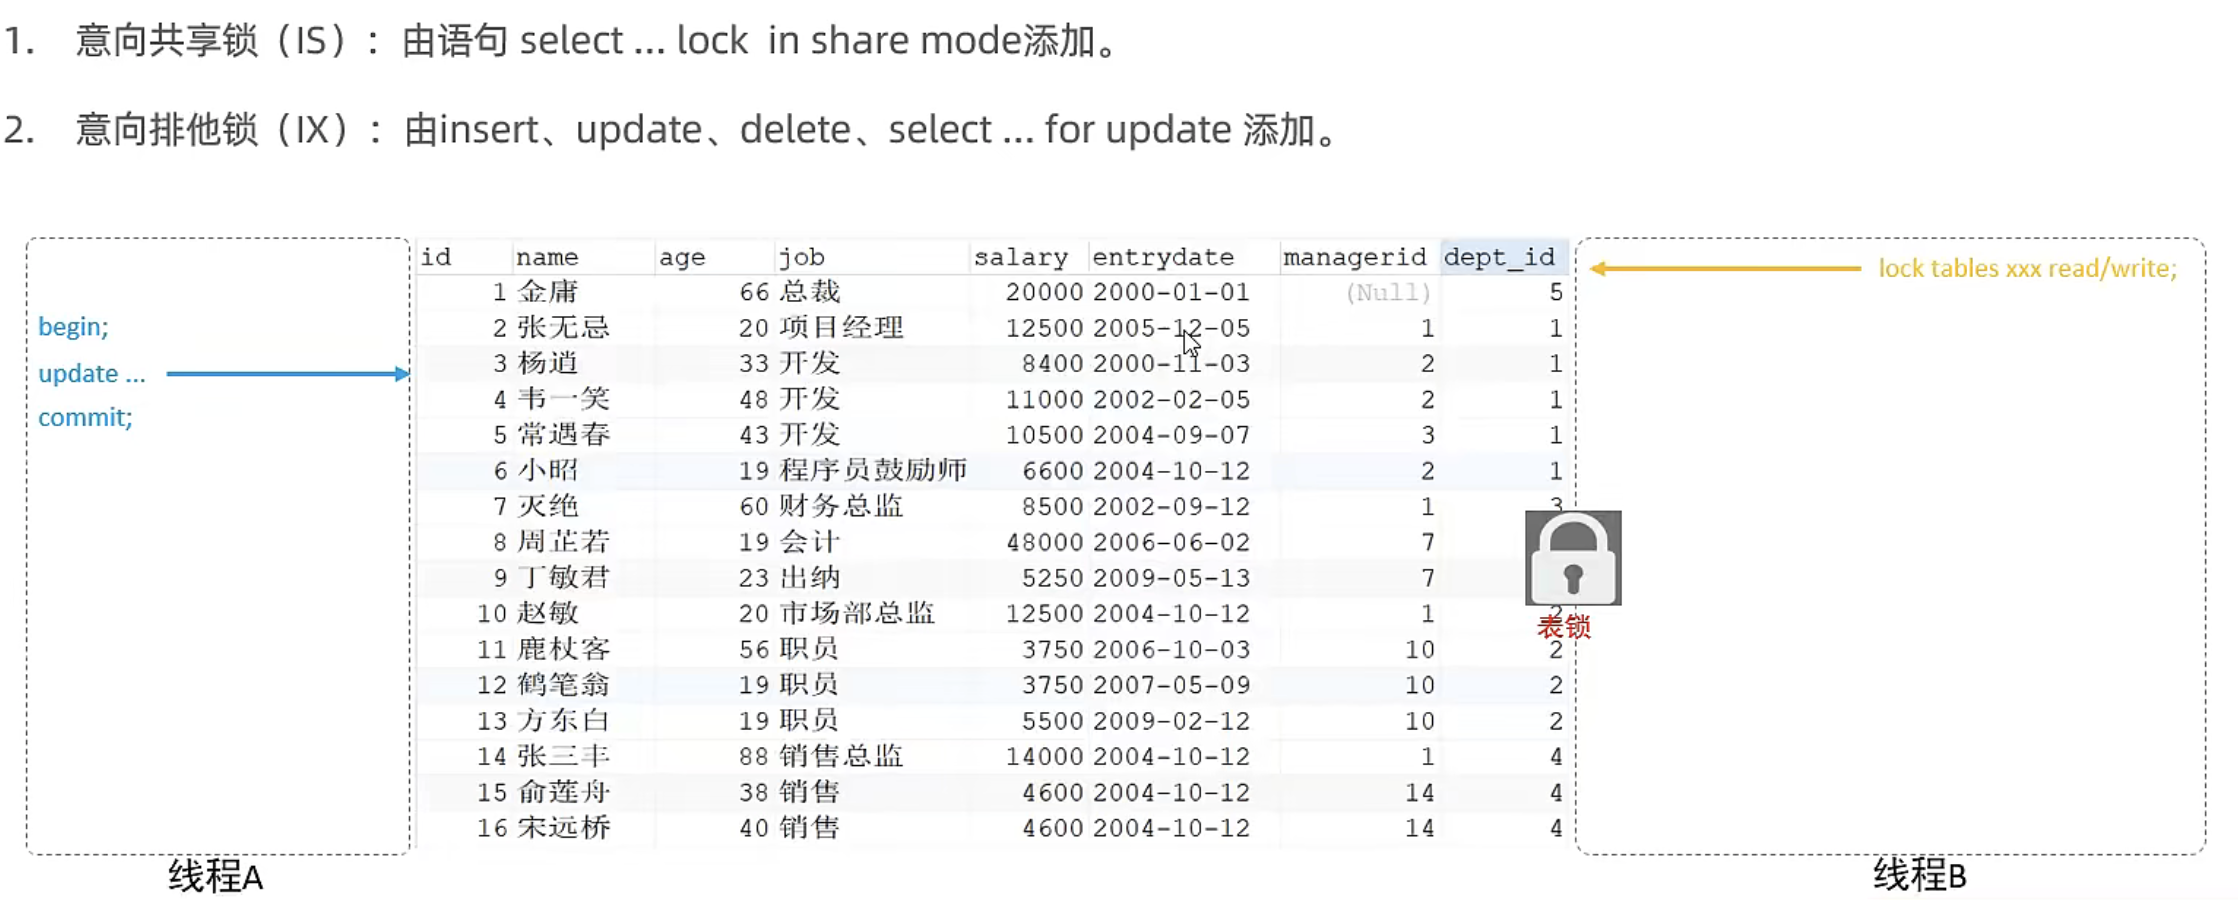 1. 意向共享锁（IS）：由语句 select ... lock in share mode添加。
2. 意向排他锁（IX）：由insert、update、delete、select ... for update 添加。
id name age job salary entrydate managerid dept_id
1 金庸 66 总裁 20000 2000-01-01 (Null) 5
2 张无忌 20 项目经理 12500 2005-12-05 1 1
3 杨逍 33 开发 8400 2000-11-03 2 1
4 韦一笑 48 开发 11000 2002-02-05 2 1
5 常遇春 43 开发 10500 2004-09-07 3 1
6 小昭 19 程序员鼓励师 6600 2004-10-12 2 1
7 灭绝 60 财务总监 8500 2002-09-12 1 3
8 周芷若 19 会计 48000 2006-06-02 7
9 丁敏君 23 出纳 5250 2009-05-13 7
10 赵敏 20 市场部总监 12500 2004-10-12 1 2
11 鹿杖客 56 职员 3750 2006-10-03 10 2
12 鹤笔翁 19 职员 3750 2007-05-09 10 2
13 方东白 19 职员 5500 2009-02-12 10 2
14 张三丰 88 销售总监 14000 2004-10-12 1 4
15 俞莲舟 38 销售 4600 2004-10-12 14 4
16 宋远桥 40 销售 4600 2004-10-12 14 4
begin;
update ...
commit;
线程A
lock tables xxx read/write;
表锁
线程B